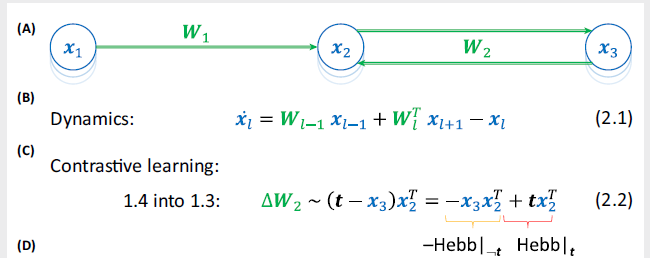 (A)
x₁ W₁ x₂ W₂ x₃
(B)
Dynamics: ẋₗ = Wₗ₋₁ xₗ₋₁ + Wₗᵀ xₗ₊₁ − xₗ (2.1)
(C)
Contrastive learning:
1.4 into 1.3: ΔW₂ ~ (t − x₃)x₂ᵀ = −x₃x₂ᵀ + tx₂ᵀ (2.2)
(D) −Hebb|¬t Hebb|t